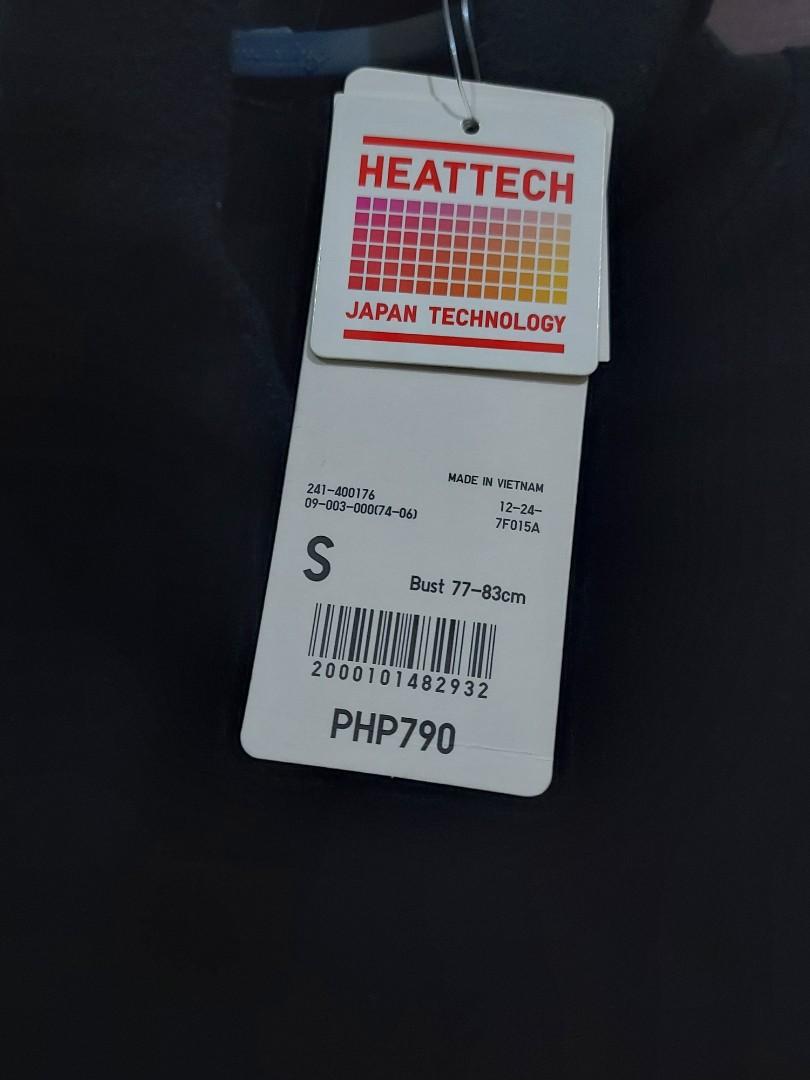 HEATTECH
JAPAN TECHNOLOGY
MADE IN VIETNAM
241-400176
09-003-000(74-06)
12-24-
7F015A
S
Bust 77-83cm
2000101482932
PHP790